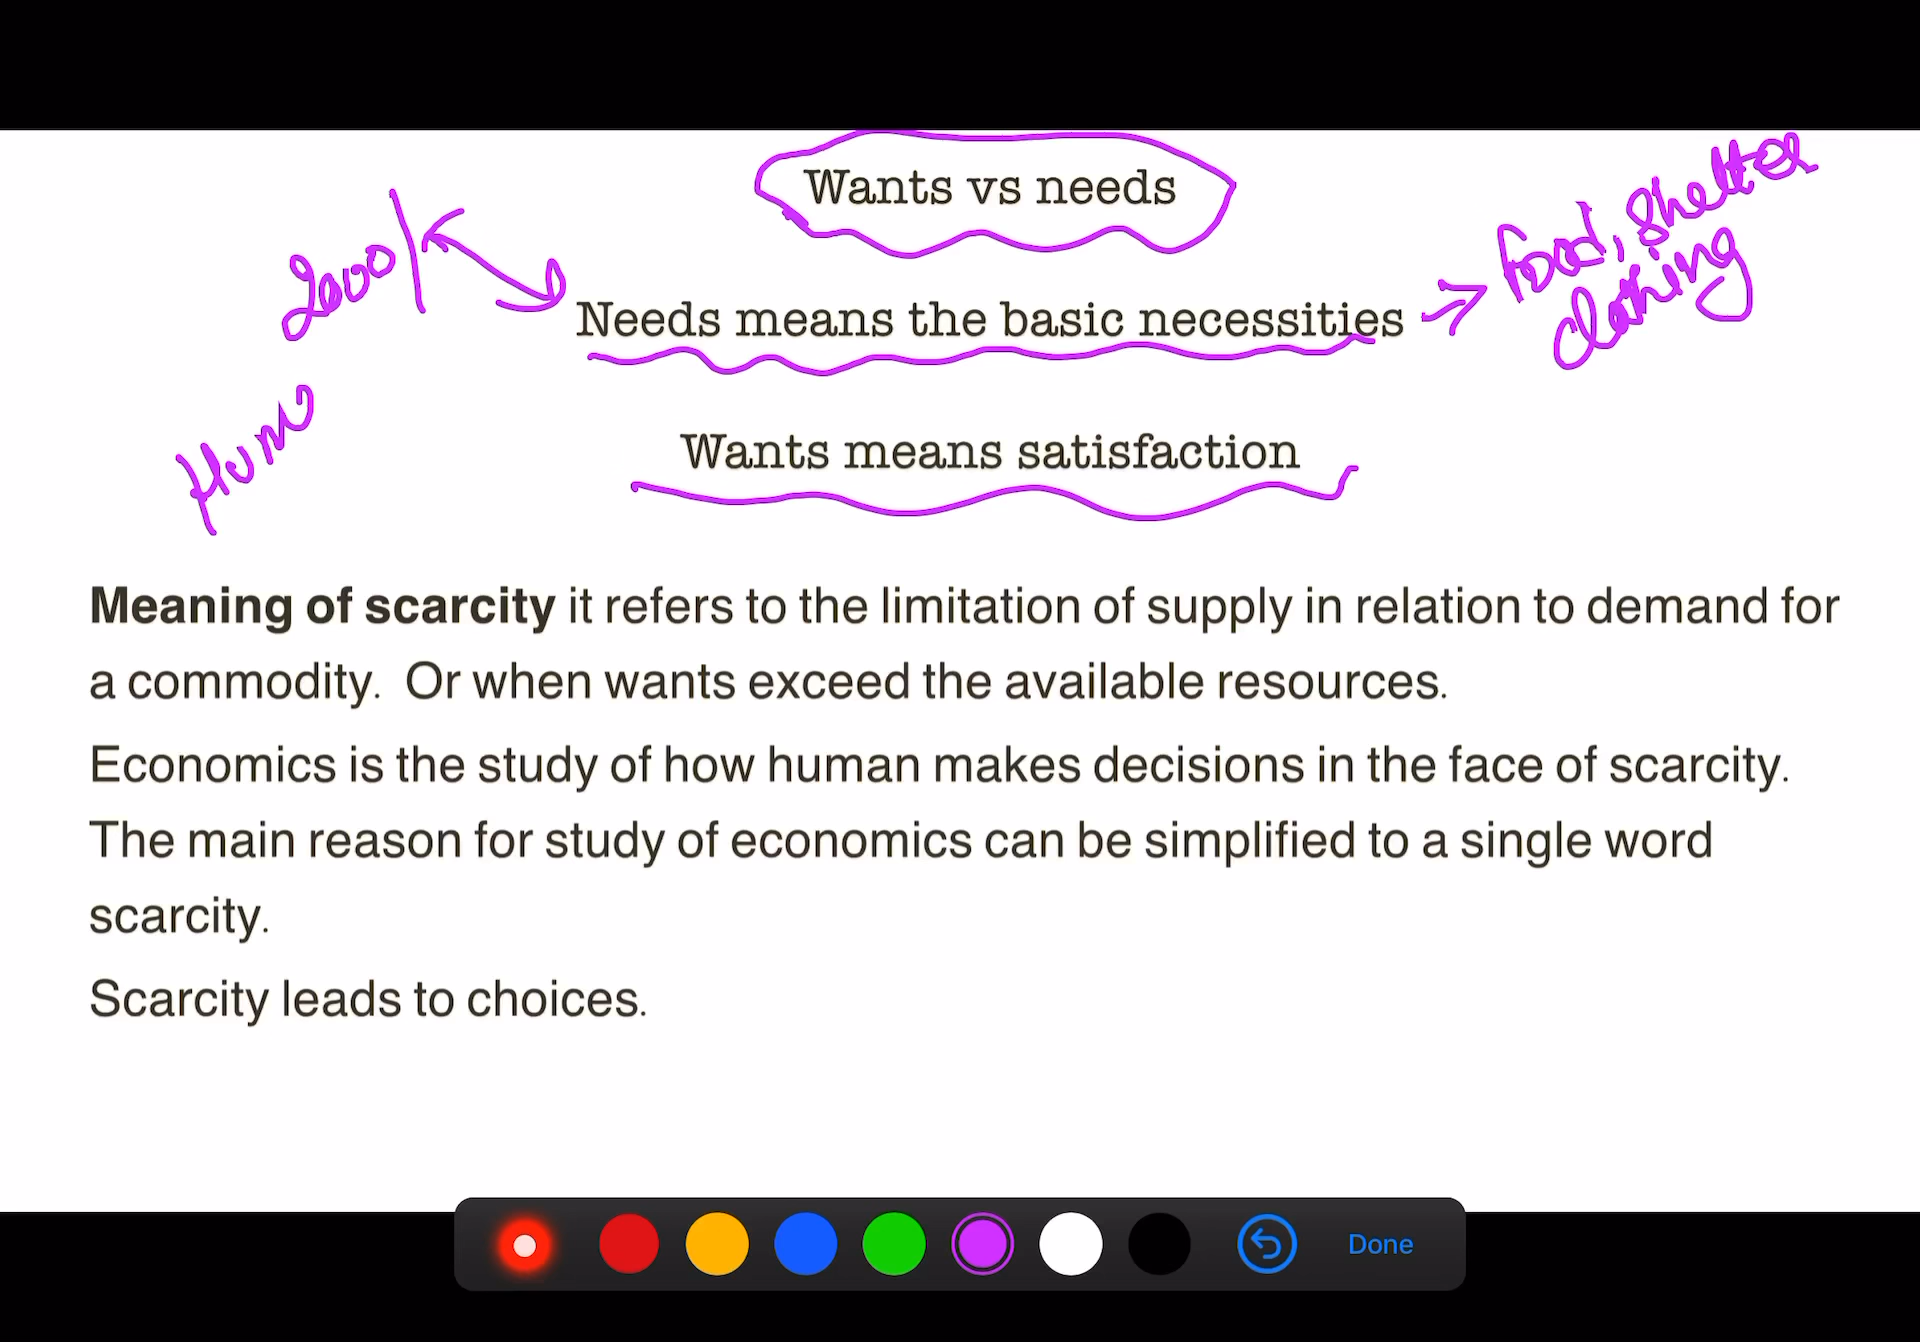 Wants vs needs
food, shelter
clothing
2000/
Needs means the basic necessities
Wants means satisfaction
Meaning of scarcity it refers to the limitation of supply in relation to demand for
a commodity.  Or when wants exceed the available resources.
Economics is the study of how human makes decisions in the face of scarcity.
The main reason for study of economics can be simplified to a single word
scarcity.
Scarcity leads to choices.
Done